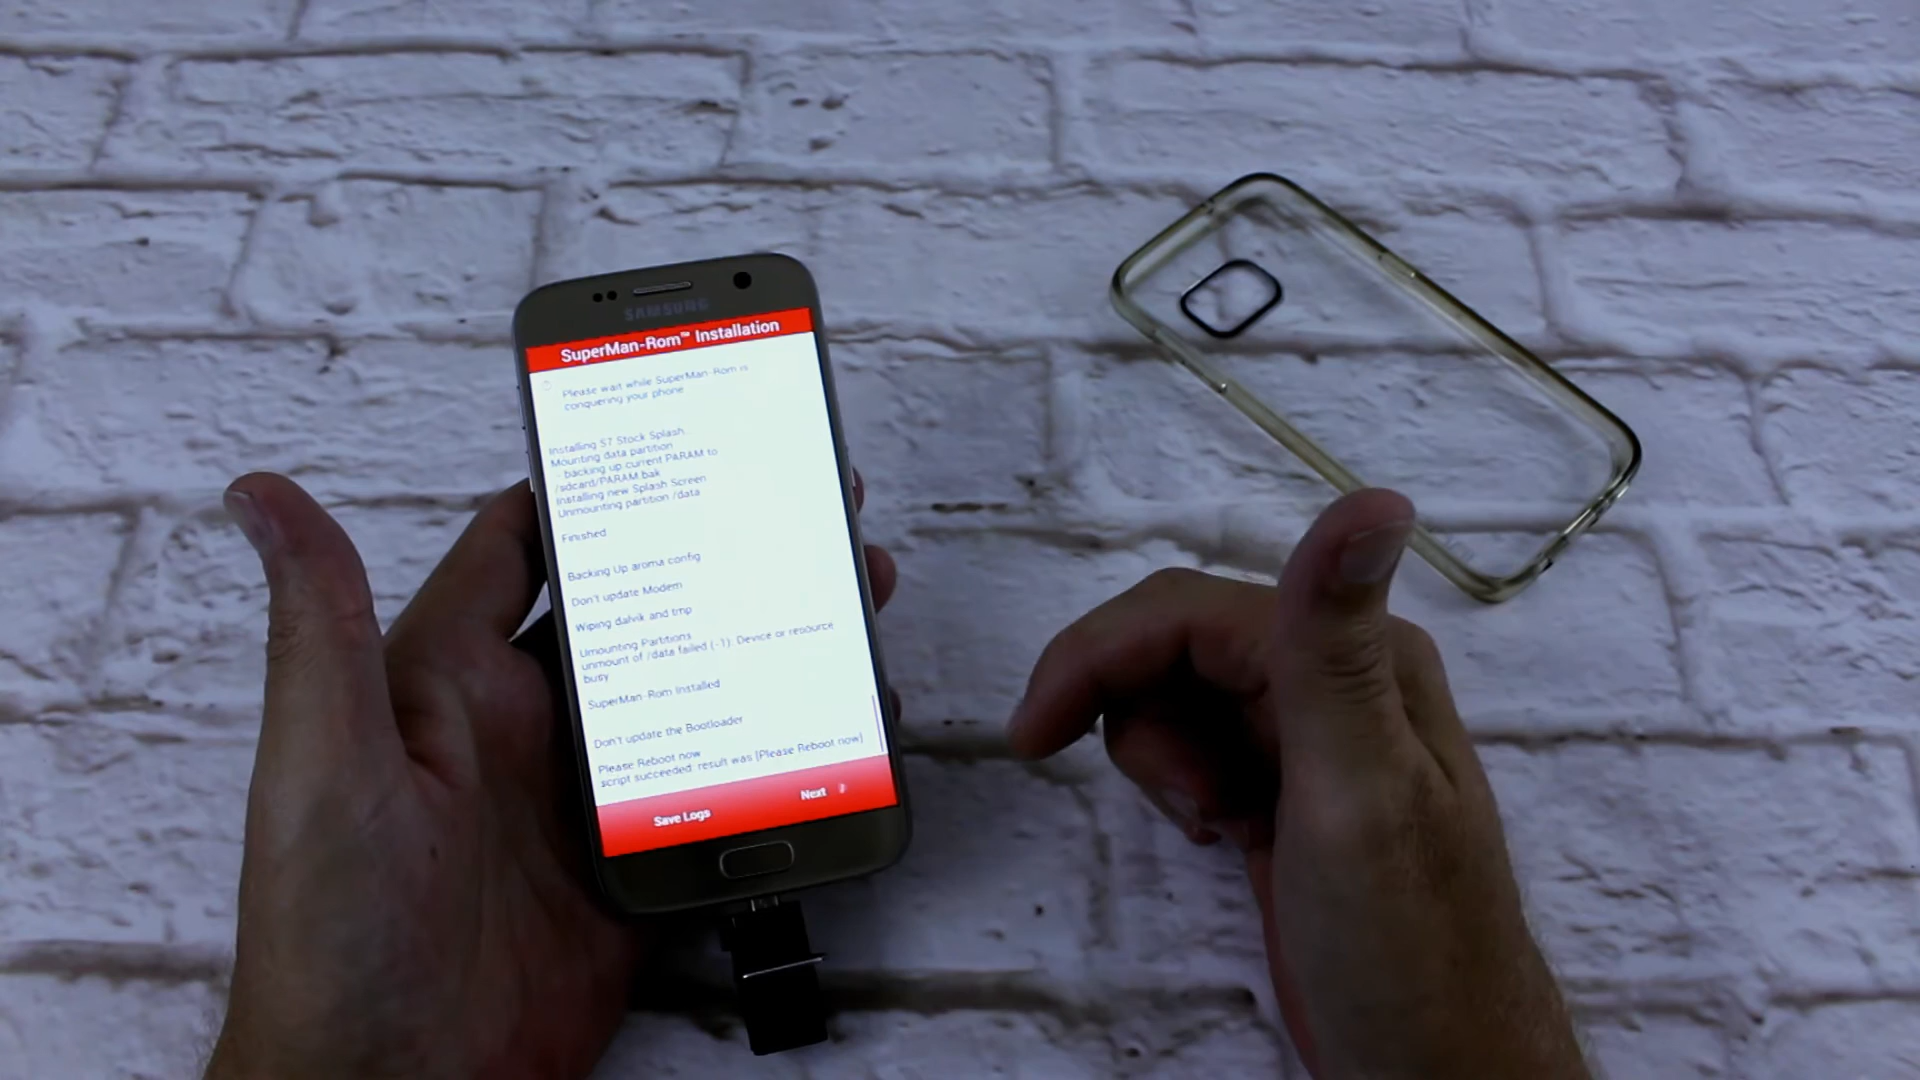 SAMSUNG
SuperMan-Rom™ Installation
Please wait while SuperMan-Rom is
conquering your phone
Installing S7 Stock Splash..
Mounting data partition
- backing up current PARAM to
/sdcard/PARAM.bak
Installing new Splash Screen
Unmounting partition /data
Finished
Backing Up aroma config
Don't update Modem
Wiping dalvik and tmp
Umounting Partitions
unmount of /data failed (-1): Device or resource
busy
SuperMan-Rom Installed
Don't update the Bootloader
Please Reboot now
script succeeded: result was [Please Reboot now]
Save Logs
Next